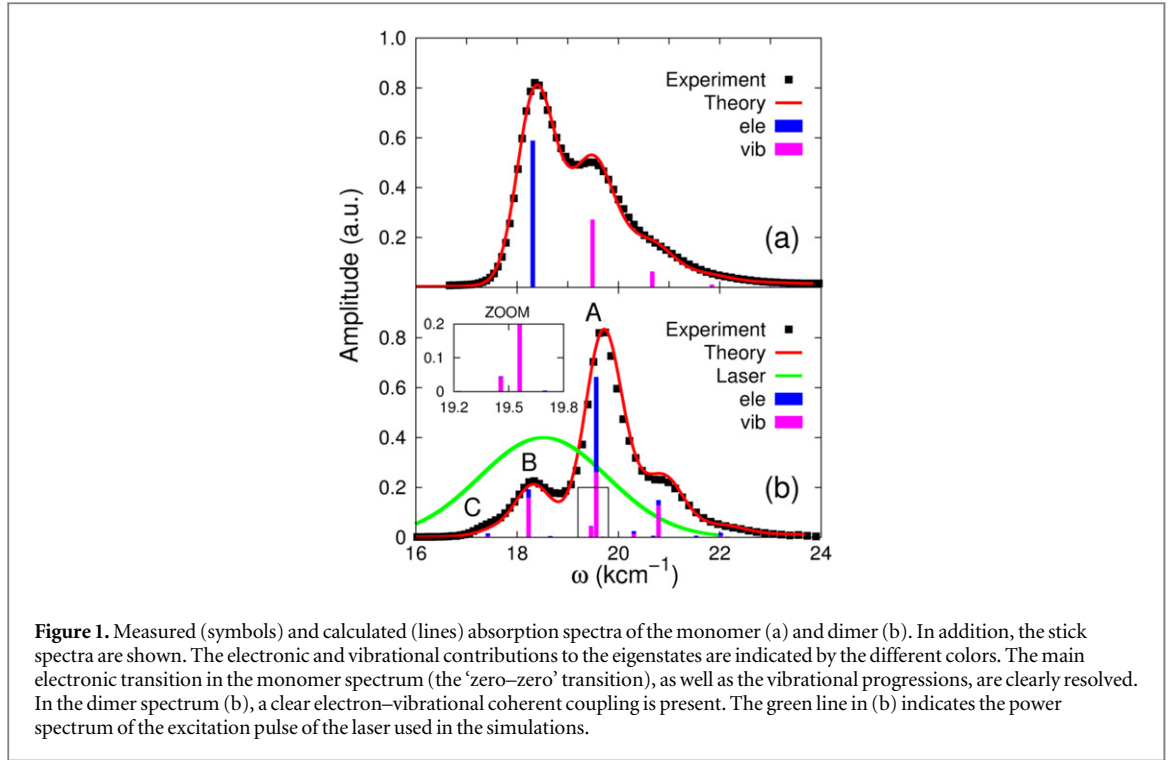 1.0
0.8
0.6
0.4
0.2
Experiment
Theory
ele
vib
(a)
Amplitude (a.u.)
0.8
0.6
0.4
0.2
0
ZOOM
0.2
0.1
0
19.2 19.5 19.8
A
B
C
Experiment
Theory
Laser
ele
vib
(b)
16 18 20 22 24
ω (kcm⁻¹)
Figure 1. Measured (symbols) and calculated (lines) absorption spectra of the monomer (a) and dimer (b). In addition, the stick
spectra are shown. The electronic and vibrational contributions to the eigenstates are indicated by the different colors. The main
electronic transition in the monomer spectrum (the ‘zero–zero’ transition), as well as the vibrational progressions, are clearly resolved.
In the dimer spectrum (b), a clear electron–vibrational coherent coupling is present. The green line in (b) indicates the power
spectrum of the excitation pulse of the laser used in the simulations.